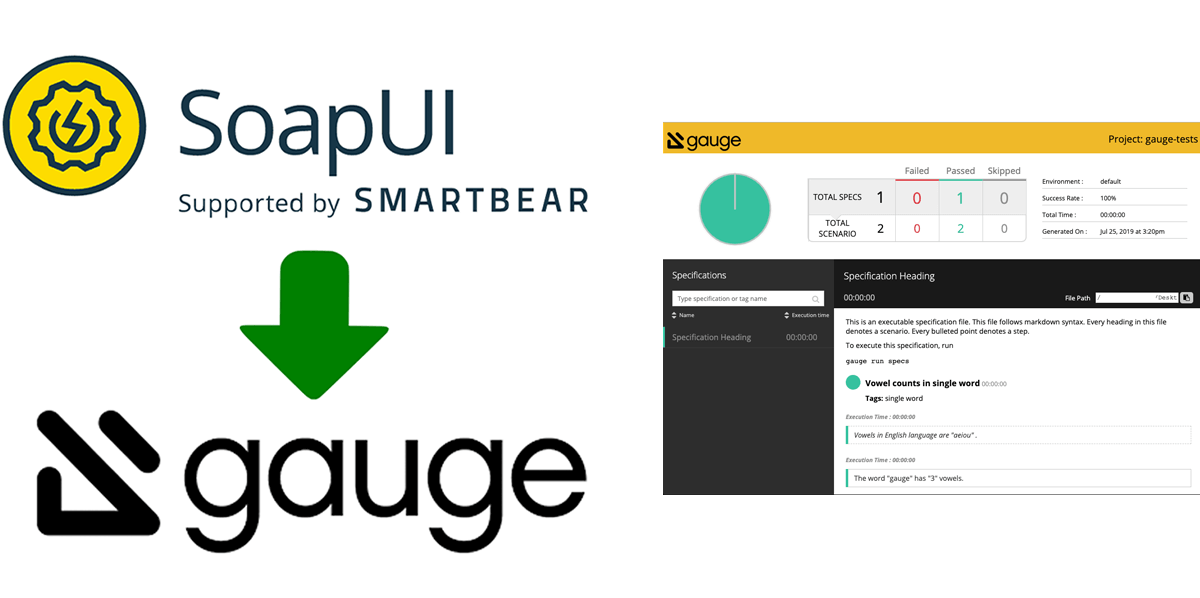 SoapUI
Supported by SMARTBEAR
gauge
gauge
Project: gauge-tests
Failed Passed Skipped
TOTAL SPECS 1 0 1 0
TOTAL
SCENARIO 2 0 2 0
Environment : default
Success Rate : 100%
Total Time : 00:00:00
Generated On : Jul 25, 2019 at 3:20pm
Specifications
Type specification or tag name
Name Execution time
Specification Heading 00:00:00
Specification Heading
00:00:00
File Path / /Deskt
This is an executable specification file. This file follows markdown syntax. Every heading in this file
denotes a scenario. Every bulleted point denotes a step.
To execute this specification, run
gauge run specs
Vowel counts in single word 00:00:00
Tags: single word
Execution Time : 00:00:00
Vowels in English language are "aeiou" .
Execution Time : 00:00:00
The word "gauge" has "3" vowels.